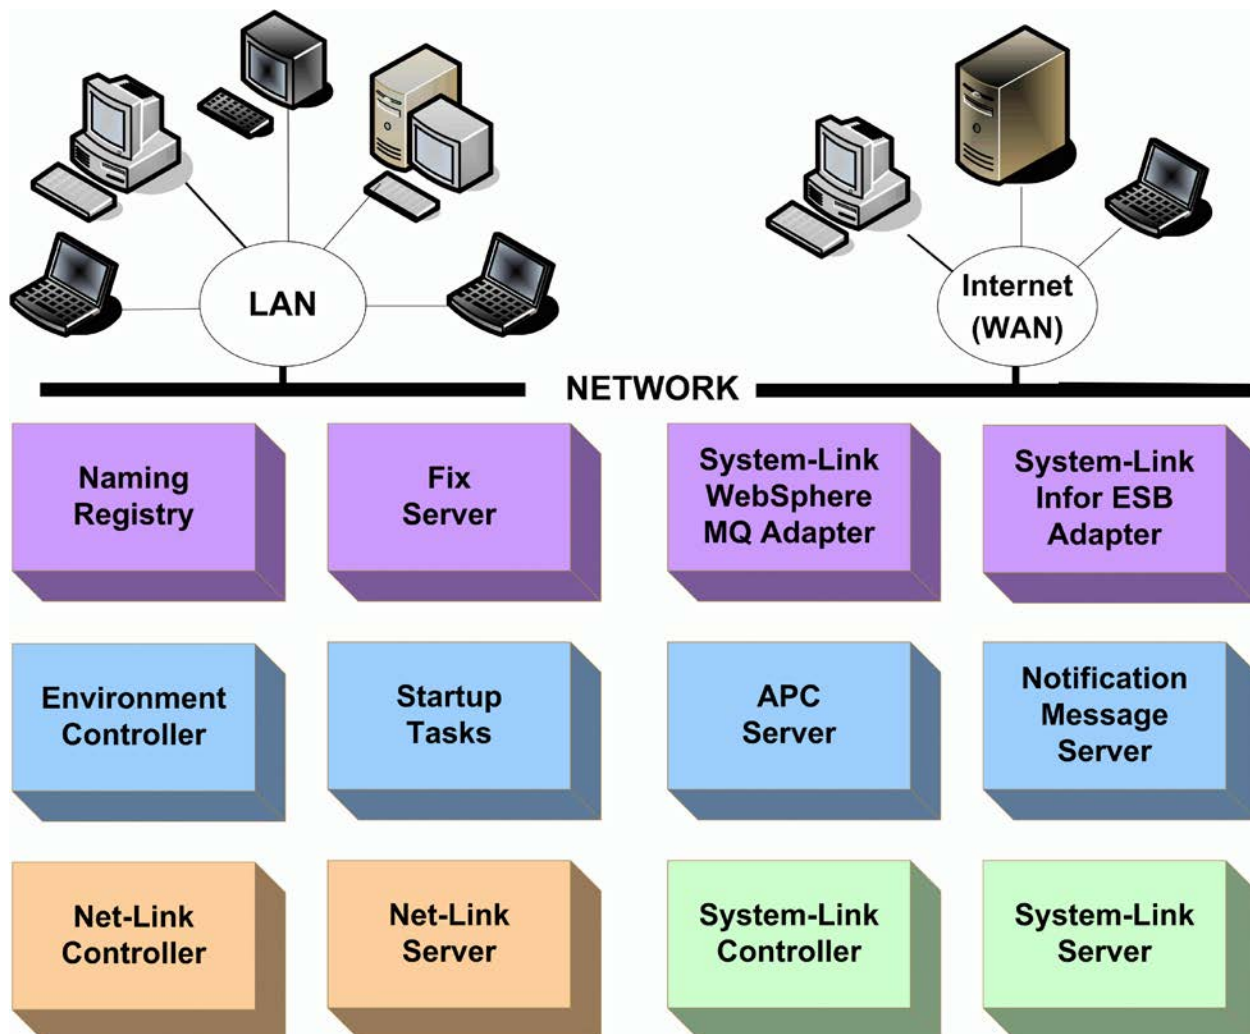 LAN
Internet
(WAN)
NETWORK
Naming
Registry
Fix
Server
System-Link
WebSphere
MQ Adapter
System-Link
Infor ESB
Adapter
Environment
Controller
Startup
Tasks
APC
Server
Notification
Message
Server
Net-Link
Controller
Net-Link
Server
System-Link
Controller
System-Link
Server